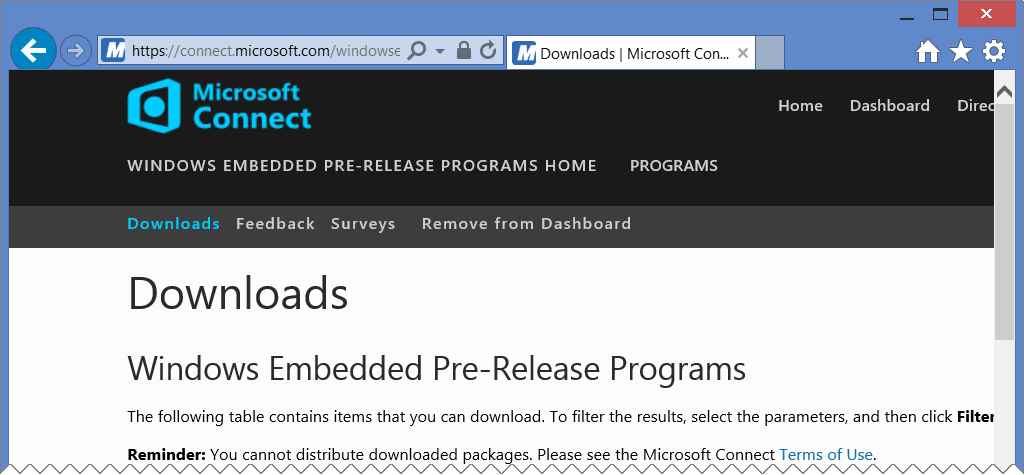 https://connect.microsoft.com/windowse
Downloads | Microsoft Con...
Microsoft
Connect
Home Dashboard Direc
WINDOWS EMBEDDED PRE-RELEASE PROGRAMS HOME PROGRAMS
Downloads Feedback Surveys Remove from Dashboard
Downloads
Windows Embedded Pre-Release Programs
The following table contains items that you can download. To filter the results, select the parameters, and then click Filter
Reminder: You cannot distribute downloaded packages. Please see the Microsoft Connect Terms of Use.